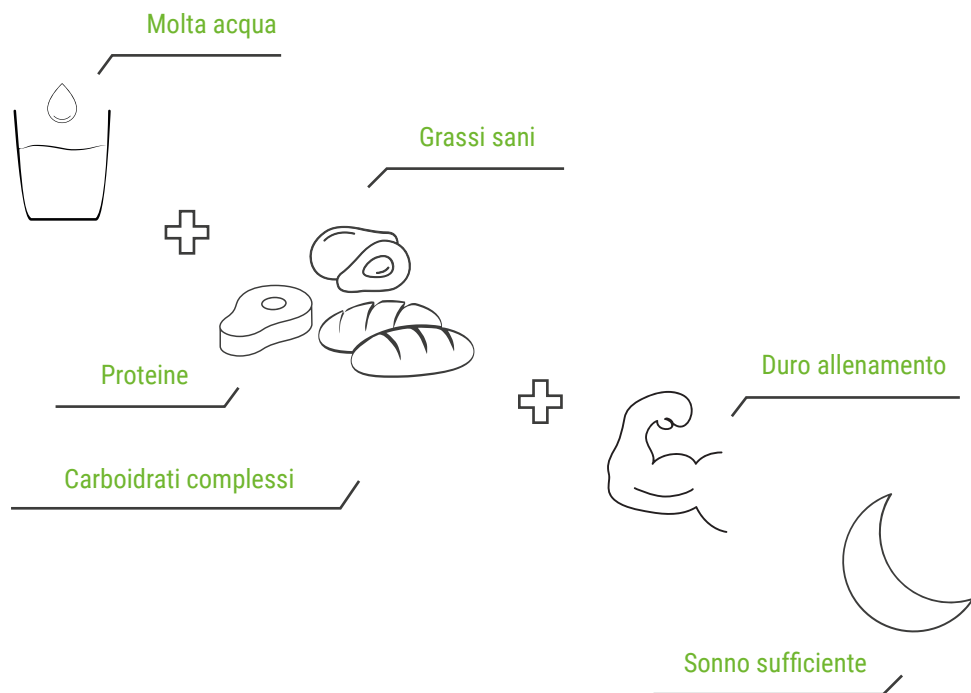 Molta acqua
Grassi sani
Proteine
Duro allenamento
Carboidrati complessi
Sonno sufficiente